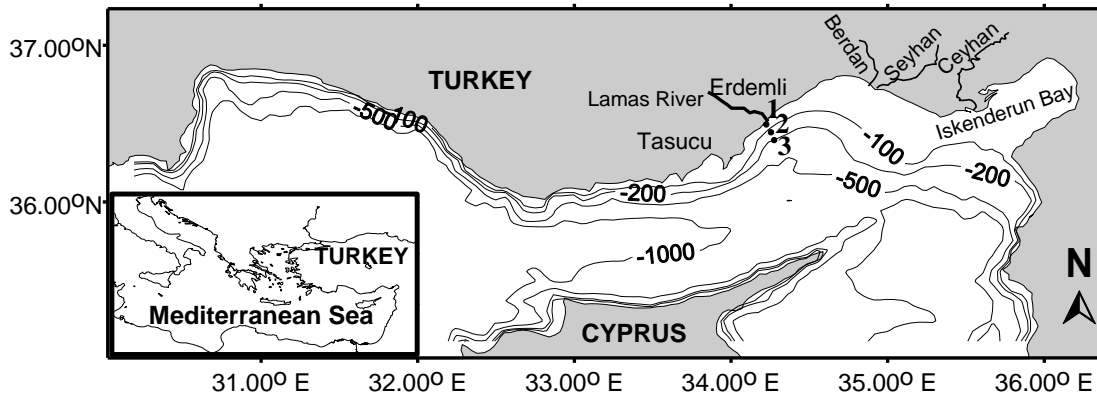 37.00ºN
36.00ºN
TURKEY
Lamas River
Erdemli
Tasucu
1
2
3
Berdan
Seyhan
Ceyhan
Iskenderun Bay
-500
-100
-200
-1000
-100
-500
-200
CYPRUS
N
TURKEY
Mediterranean Sea
31.00º E
32.00º E
33.00º E
34.00º E
35.00º E
36.00º E